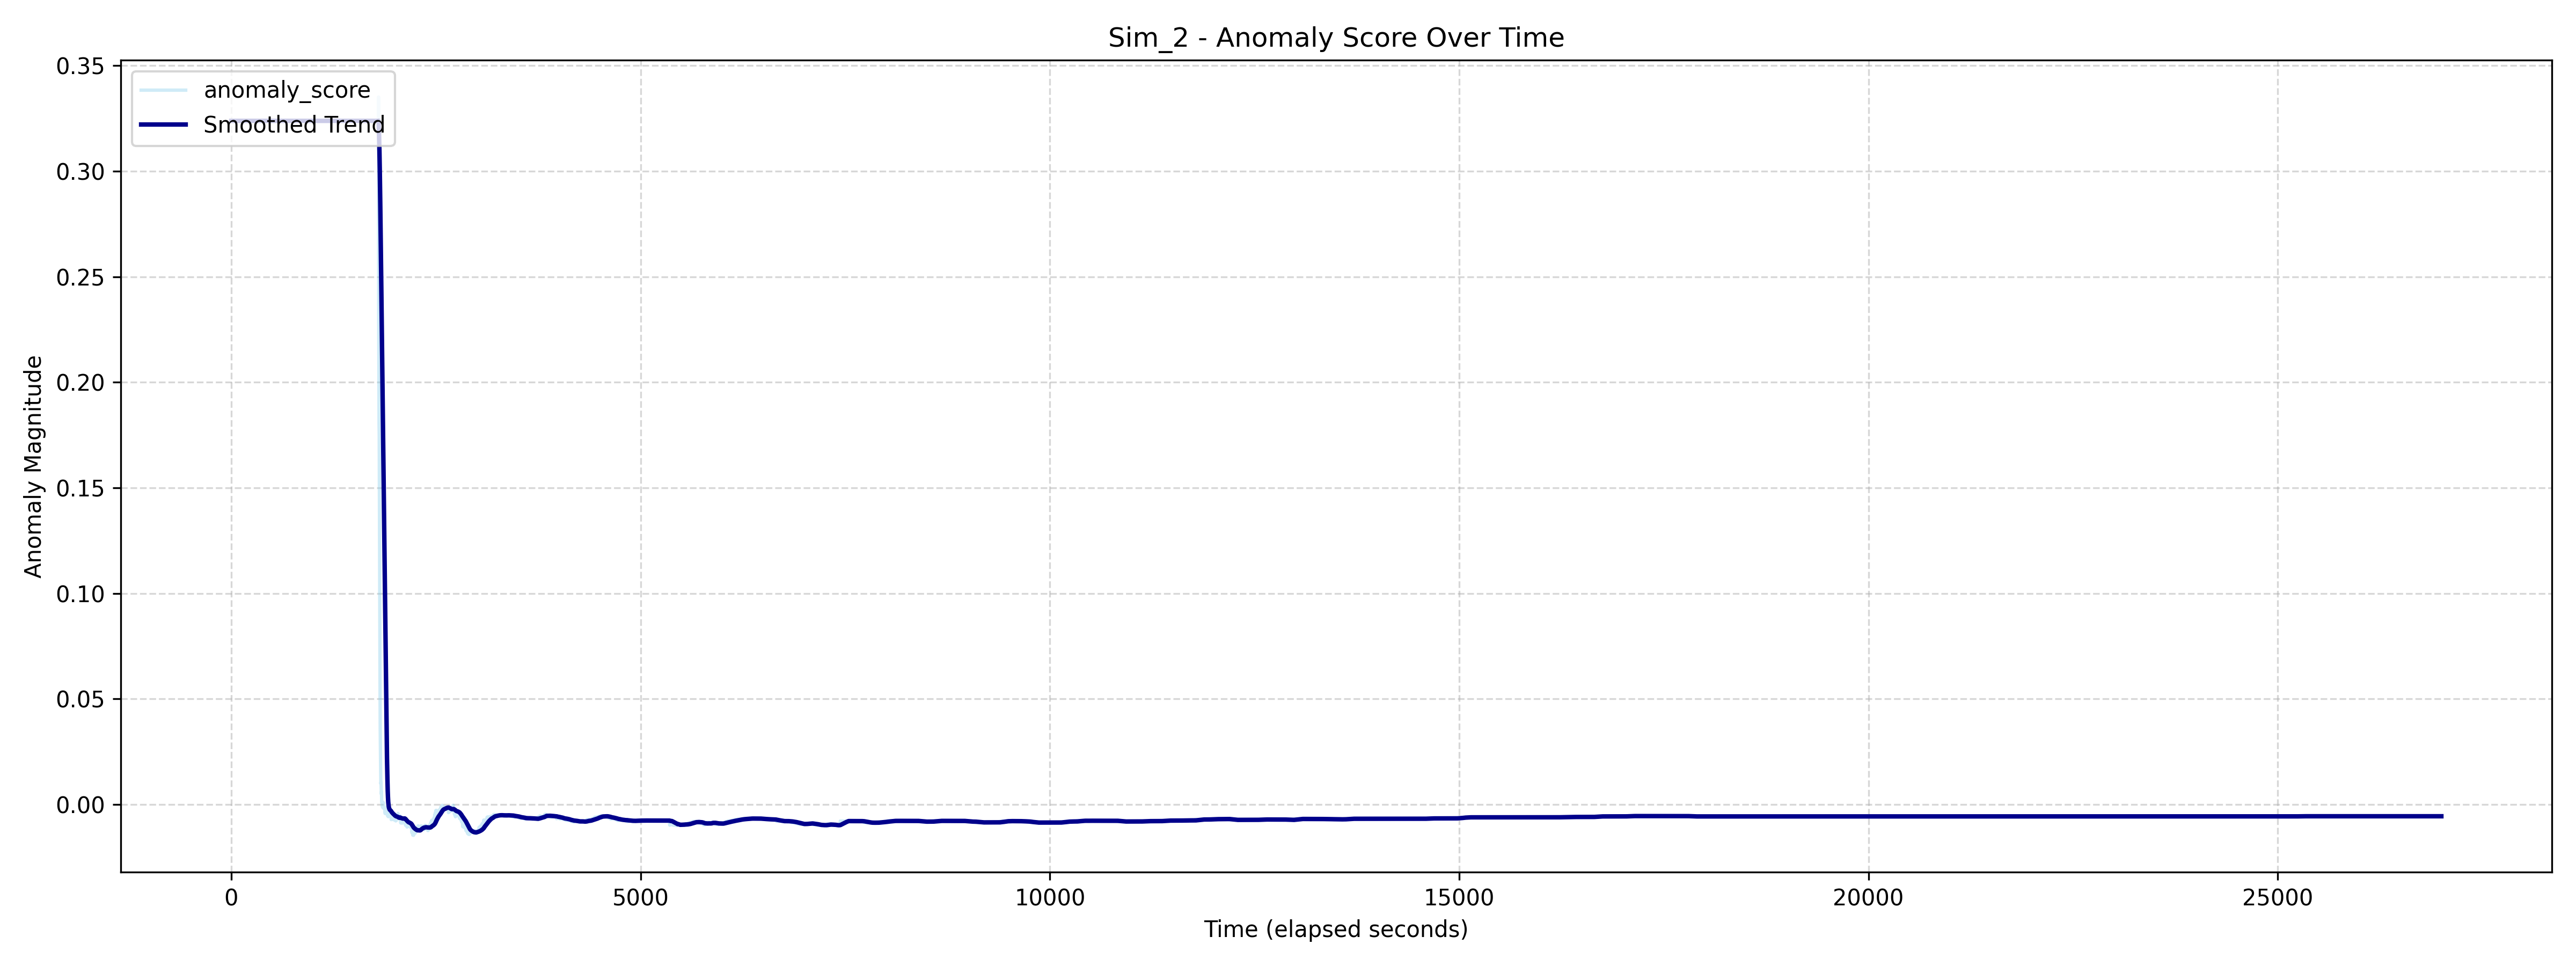 Sim_2 - Anomaly Score Over Time
anomaly_score
Smoothed Trend
Anomaly Magnitude
0.35
0.30
0.25
0.20
0.15
0.10
0.05
0.00
0 5000 10000 15000 20000 25000
Time (elapsed seconds)